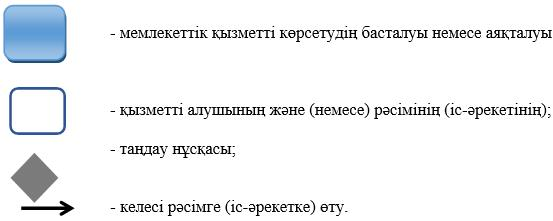 - мемлекеттік қызметті көрсетудің басталуы немесе аяқталуы
- қызметті алушының және (немесе) рәсімінің (іс-әрекетінің);
- таңдау нұсқасы;
- келесі рәсімге (іс-әрекетке) өту.